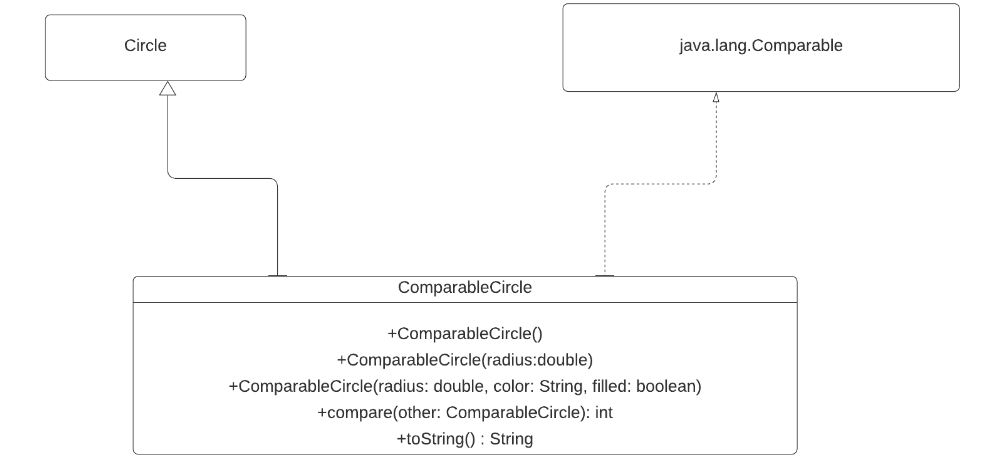 Circle
java.lang.Comparable
ComparableCircle
+ComparableCircle()
+ComparableCircle(radius:double)
+ComparableCircle(radius: double, color: String, filled: boolean)
+compare(other: ComparableCircle): int
+toString() : String